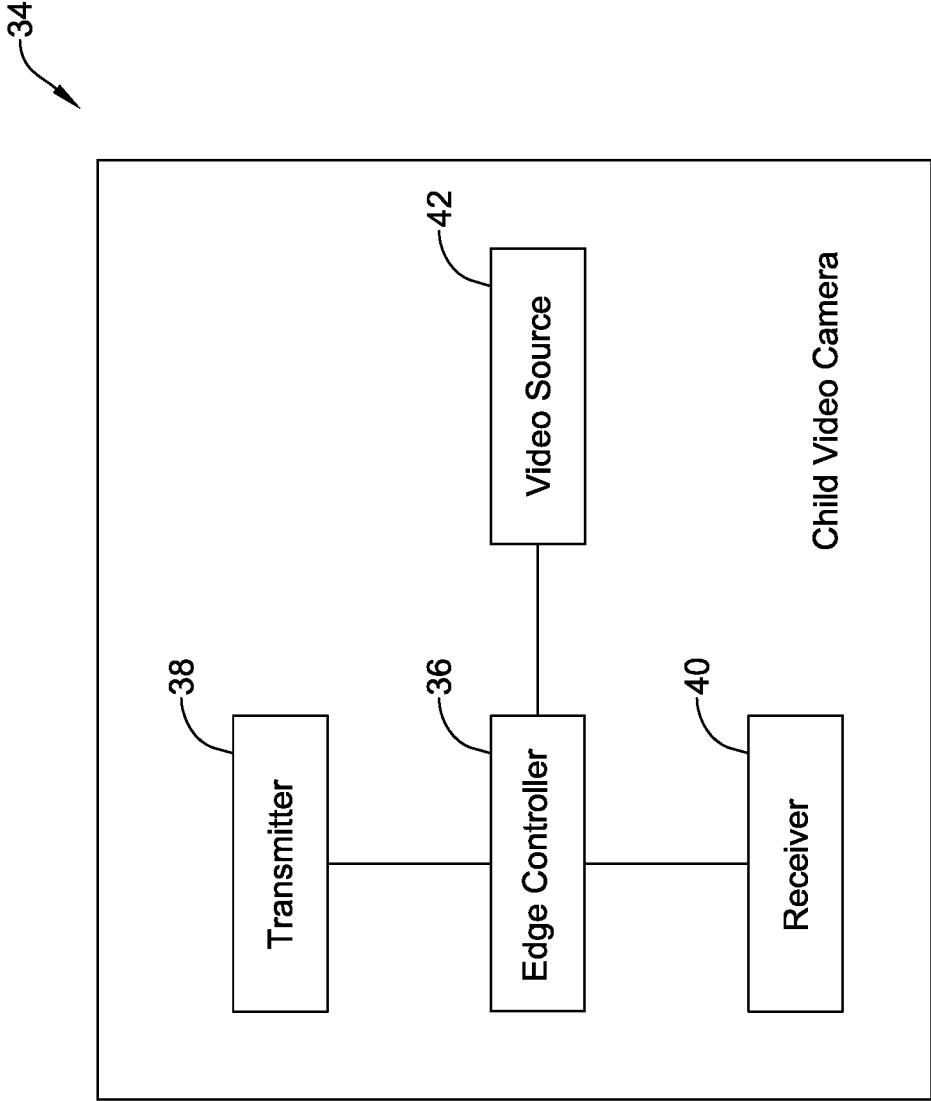 34
38
Transmitter
36
Edge Controller
42
Video Source
40
Receiver
Child Video Camera